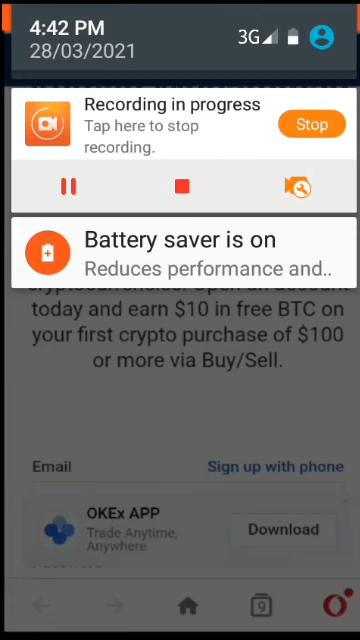 4:42 PM
3G
28/03/2021
Recording in progress
Tap here to stop
recording.
Stop
Battery saver is on
Reduces performance and..
today and earn $10 in free BTC on
your first crypto purchase of $100
or more via Buy/Sell.
Email
Sign up with phone
OKEx APP
Trade Anytime,
Anywhere
Download
9